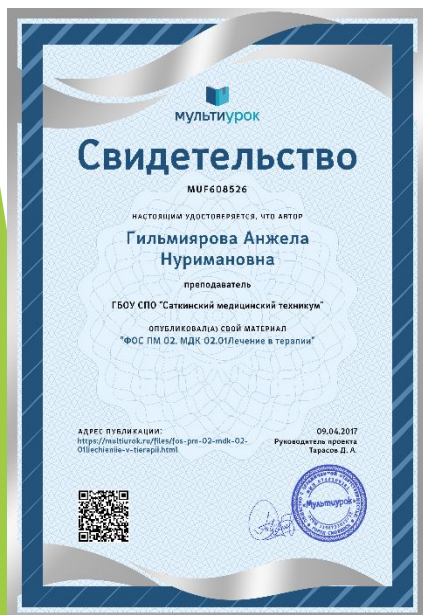 мультиурок
Свидетельство
MUF608526
НАСТОЯЩИМ УДОСТОВЕРЯЕТСЯ, ЧТО АВТОР
Гильмиярова Анжела
Нуримановна
преподаватель
ГБОУ СПО "Саткинский медицинский техникум"
ОПУБЛИКОВАЛ(А) СВОЙ МАТЕРИАЛ
"ФОС ПМ 02. МДК 02.01Лечение в терапии"
АДРЕС ПУБЛИКАЦИИ:
https://multiurok.ru/files/fos-pm-02-mdk-02-
01liechieniie-v-tierapii.html
09.04.2017
Руководитель проекта
Тарасов Д. А.
«Мультиурок»